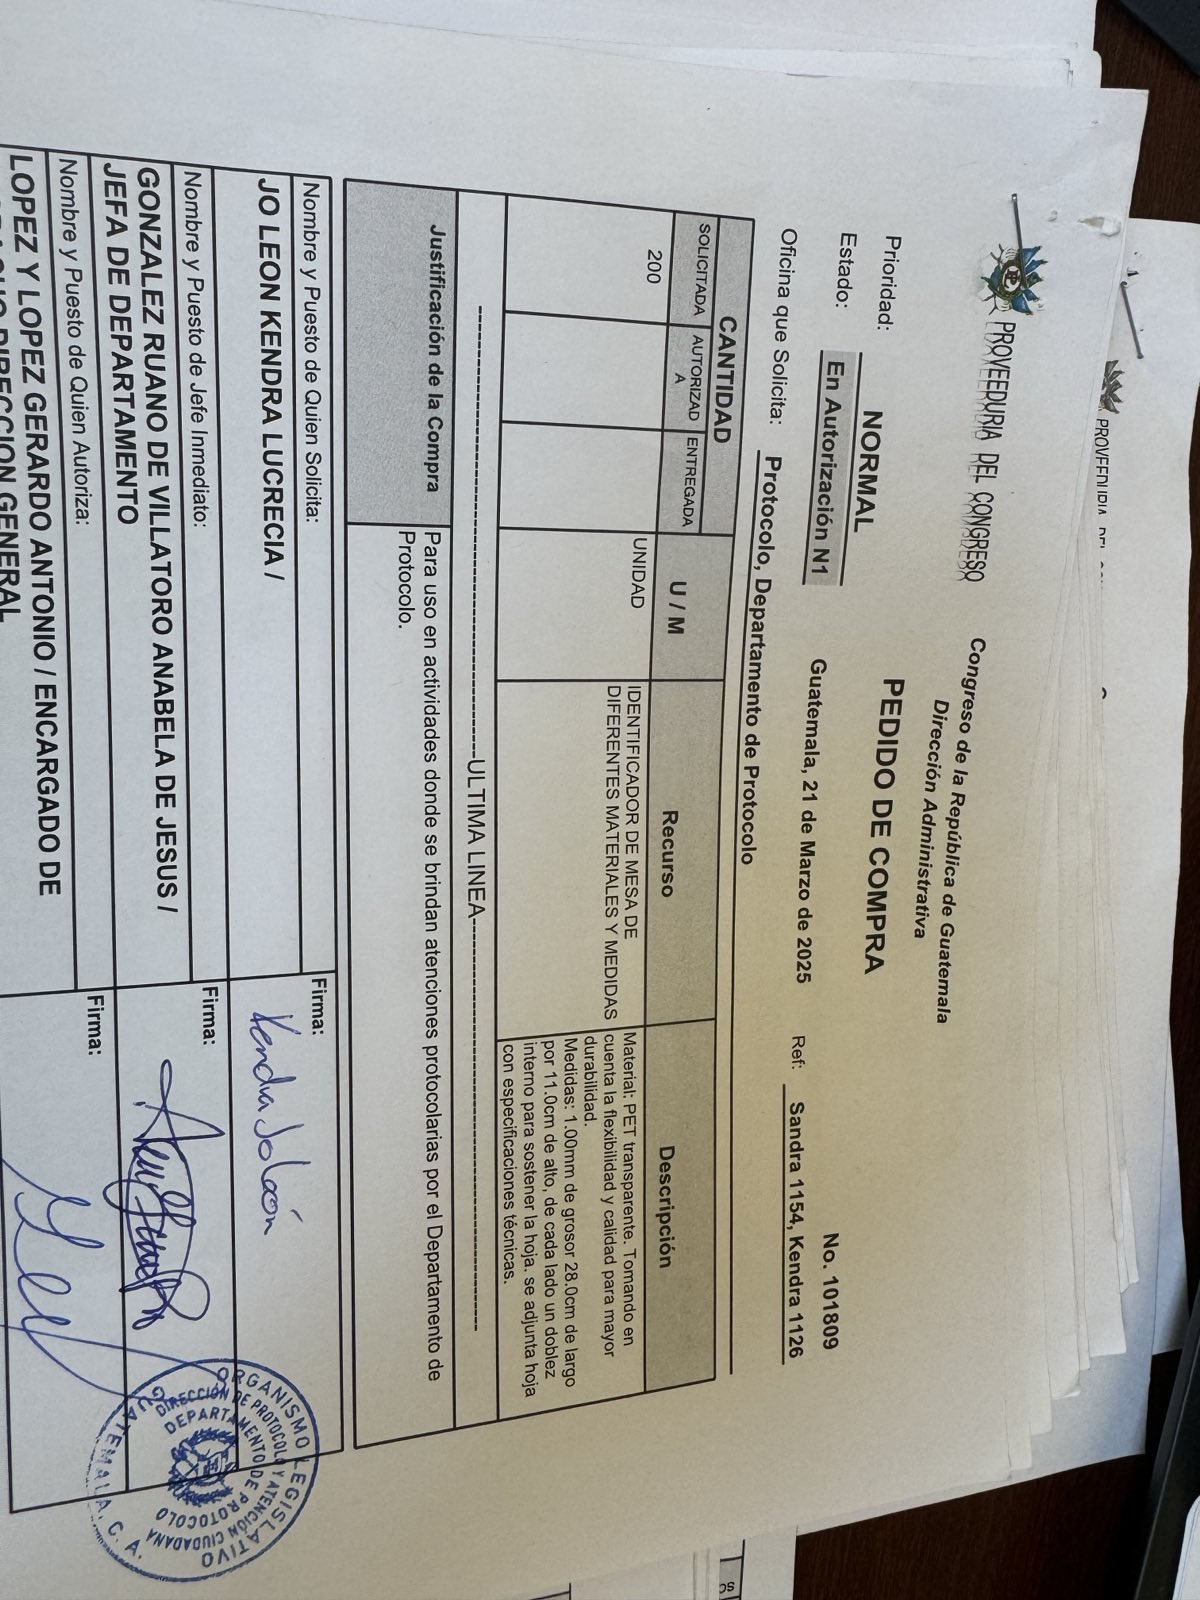 PROVEEDURIA DEL CONGRESO
Congreso de la República de Guatemala
Dirección Administrativa
PEDIDO DE COMPRA
No. 101809
Prioridad: NORMAL
Estado: En Autorización N1
Guatemala, 21 de Marzo de 2025
Ref: Sandra 1154, Kendra 1126
Oficina que Solicita: Protocolo, Departamento de Protocolo
CANTIDAD
U / M
Recurso
Descripción
SOLICITADA
AUTORIZAD
A
ENTREGADA
200
UNIDAD
IDENTIFICADOR DE MESA DE
DIFERENTES MATERIALES Y MEDIDAS
Material: PET transparente. Tomando en
cuenta la flexibilidad y calidad para mayor
durabilidad.
Medidas: 1.00mm de grosor 28.0cm de largo
por 11.0cm de alto, de cada lado un doblez
interno para sostener la hoja. se adjunta hoja
con especificaciones técnicas.
ULTIMA LINEA
Justificación de la Compra
Para uso en actividades donde se brindan atenciones protocolarias por el Departamento de
Protocolo.
Nombre y Puesto de Quien Solicita:
JO LEON KENDRA LUCRECIA /
Firma:
Kendra Jo León
Nombre y Puesto de Jefe Inmediato:
GONZALEZ RUANO DE VILLATORO ANABELA DE JESUS /
JEFA DE DEPARTAMENTO
Firma:
Nombre y Puesto de Quien Autoriza:
LOPEZ Y LOPEZ GERARDO ANTONIO / ENCARGADO DE
DIRECCION GENERAL
Firma:
ORGANISMO LEGISLATIVO
DIRECCIÓN DE PROTOCOLO Y ATENCIÓN CIUDADANA
DEPARTAMENTO DE PROTOCOLO
GUATEMALA, C. A.
PROVEEDURIA DEL